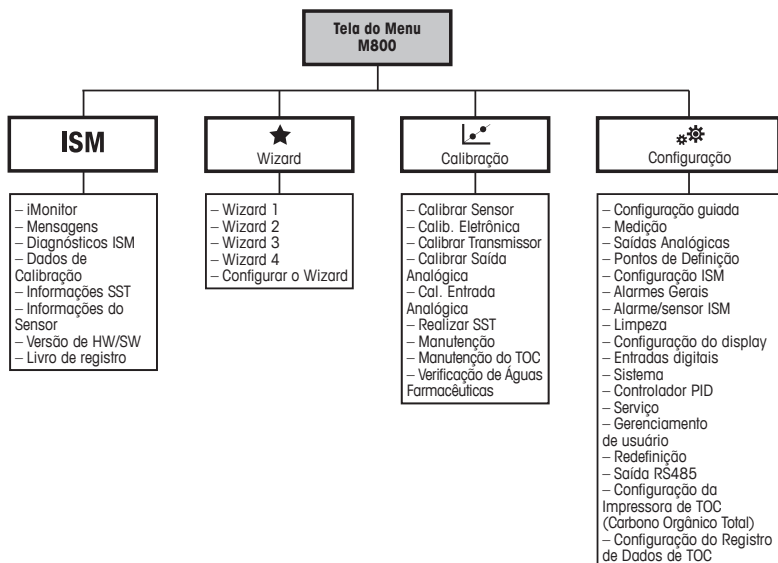 Tela do Menu
M800
ISM
– iMonitor
– Mensagens
– Diagnósticos ISM
– Dados de
Calibração
– Informações SST
– Informações do
Sensor
– Versão de HW/SW
– Livro de registro
Wizard
– Wizard 1
– Wizard 2
– Wizard 3
– Wizard 4
– Configurar o Wizard
Calibração
– Calibrar Sensor
– Calib. Eletrônica
– Calibrar Transmissor
– Calibrar Saída
Analógica
– Cal. Entrada
Analógica
– Realizar SST
– Manutenção
– Manutenção do TOC
– Verificação de Águas
Farmacêuticas
Configuração
– Configuração guiada
– Medição
– Saídas Analógicas
– Pontos de Definição
– Configuração ISM
– Alarmes Gerais
– Alarme/sensor ISM
– Limpeza
– Configuração do display
– Entradas digitais
– Sistema
– Controlador PID
– Serviço
– Gerenciamento
de usuário
– Redefinição
– Saída RS485
– Configuração da
Impressora de TOC
(Carbono Orgânico Total)
– Configuração do Registro
de Dados de TOC